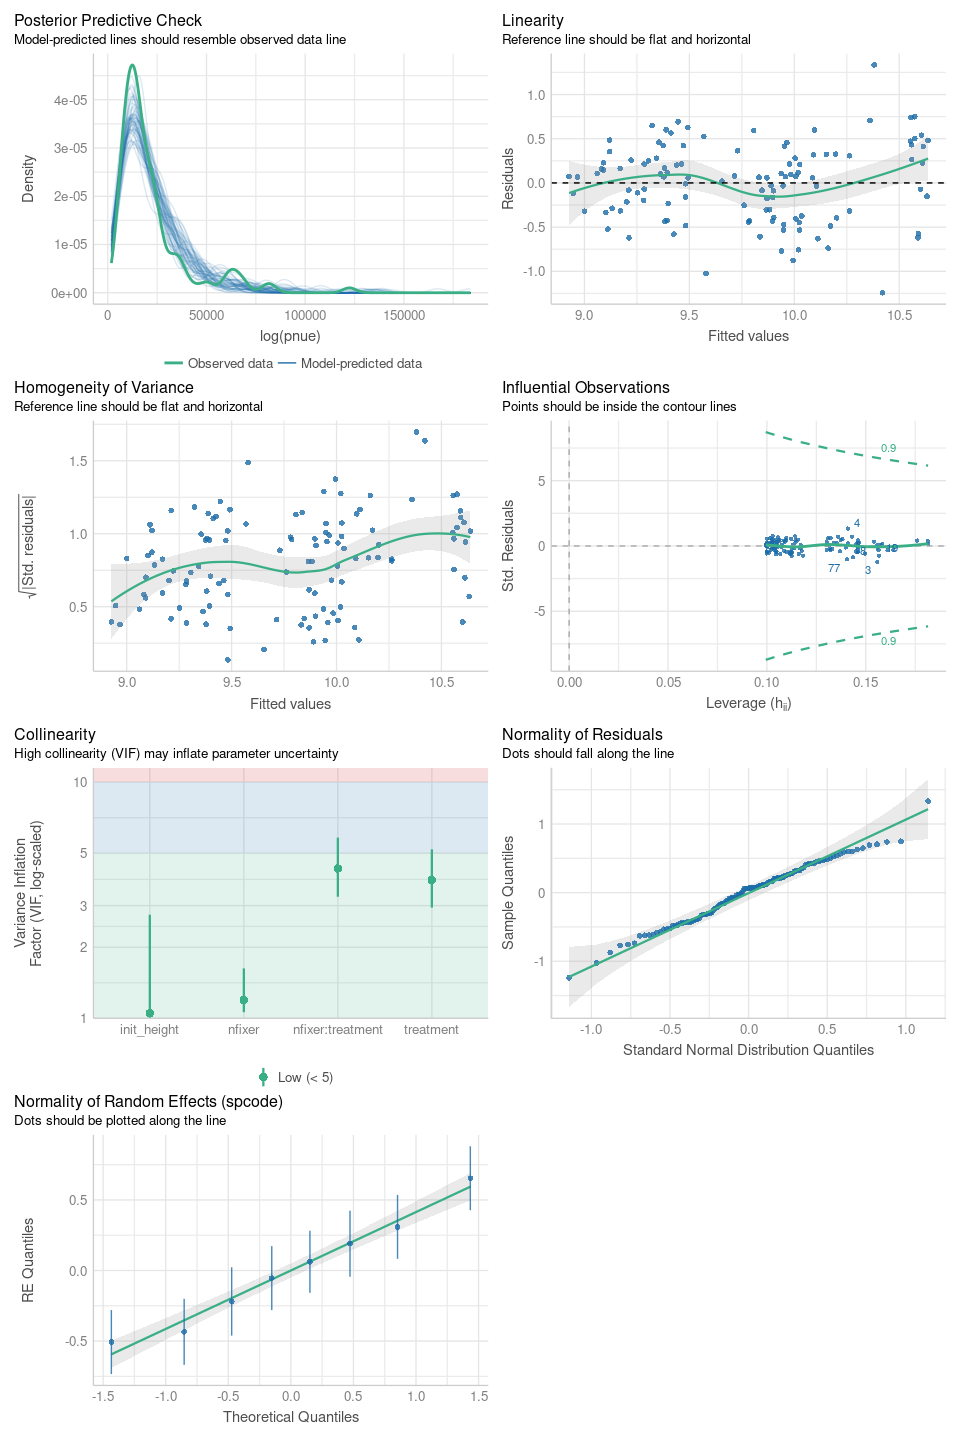 Posterior Predictive Check
Model-predicted lines should resemble observed data line
Density
4e-05
3e-05
2e-05
1e-05
0e+00
0
50000
100000
150000
log(pnue)
Observed data
Model-predicted data
Linearity
Reference line should be flat and horizontal
Residuals
1.0
0.5
0.0
-0.5
-1.0
9.0
9.5
10.0
10.5
Fitted values
Homogeneity of Variance
Reference line should be flat and horizontal
√|Std. residuals|
1.5
1.0
0.5
9.0
9.5
10.0
10.5
Fitted values
Influential Observations
Points should be inside the contour lines
Std. Residuals
5
0
-5
0.9
4
77
3
0.9
0.00
0.05
0.10
0.15
Leverage (hii)
Collinearity
High collinearity (VIF) may inflate parameter uncertainty
Variance Inflation
Factor (VIF, log-scaled)
10
5
3
2
1
init_height
nfixer
nfixer:treatment
treatment
Low (< 5)
Normality of Residuals
Dots should fall along the line
Sample Quantiles
1
0
-1
-1.0
-0.5
0.0
0.5
1.0
Standard Normal Distribution Quantiles
Normality of Random Effects (spcode)
Dots should be plotted along the line
RE Quantiles
0.5
0.0
-0.5
-1.5
-1.0
-0.5
0.0
0.5
1.0
1.5
Theoretical Quantiles